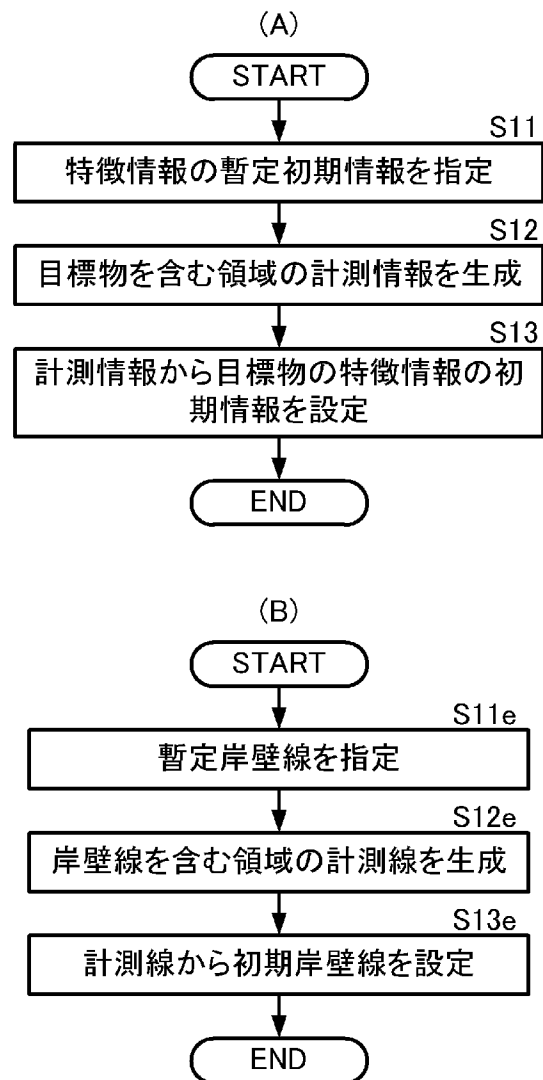 (A)
START
S11
特徴情報の暫定初期情報を指定
S12
目標物を含む領域の計測情報を生成
S13
計測情報から目標物の特徴情報の初
期情報を設定
END
(B)
START
S11e
暫定岸壁線を指定
S12e
岸壁線を含む領域の計測線を生成
S13e
計測線から初期岸壁線を設定
END